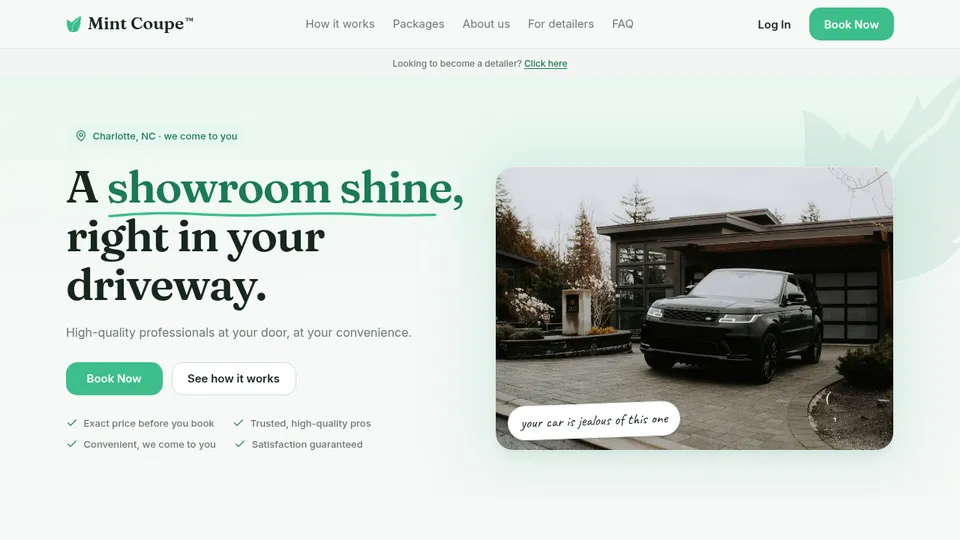 Mint Coupe™
How it works
Packages
About us
For detailers
FAQ
Log In
Book Now
Looking to become a detailer? Click here
Charlotte, NC · we come to you
A showroom shine,
right in your
driveway.
High-quality professionals at your door, at your convenience.
Book Now
See how it works
Exact price before you book
Trusted, high-quality pros
Convenient, we come to you
Satisfaction guaranteed
your car is jealous of this one